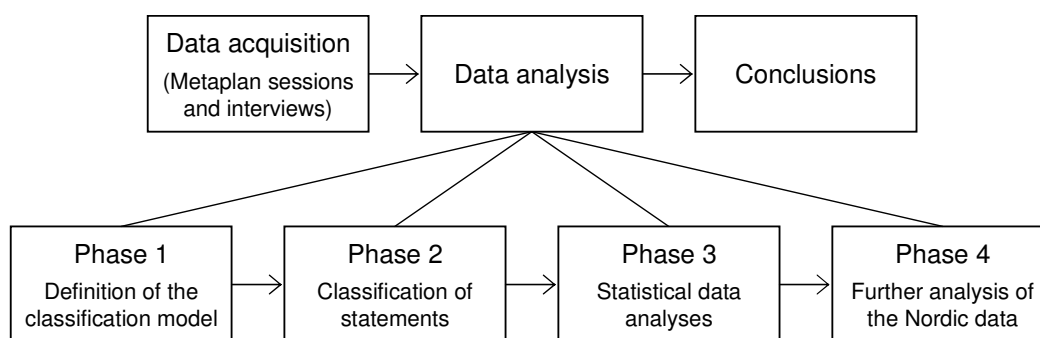 Data acquisition
(Metaplan sessions
and interviews)
Data analysis
Conclusions
Phase 1
Definition of the
classification model
Phase 2
Classification of
statements
Phase 3
Statistical data
analyses
Phase 4
Further analysis of
the Nordic data